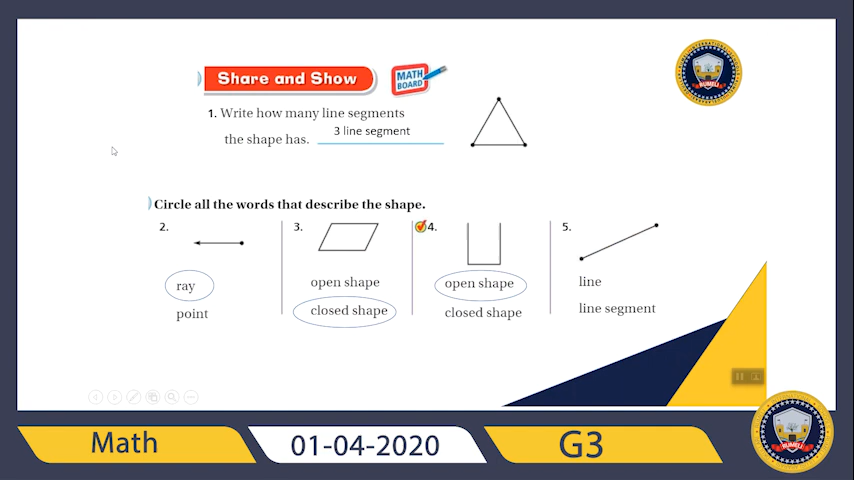 Share and Show
MATH
BOARD
1. Write how many line segments
the shape has. 3 line segment
Circle all the words that describe the shape.
2.
3.
4.
5.
ray
point
open shape
closed shape
open shape
closed shape
line
line segment
RUMELI
RUMELI
Math
01-04-2020
G3